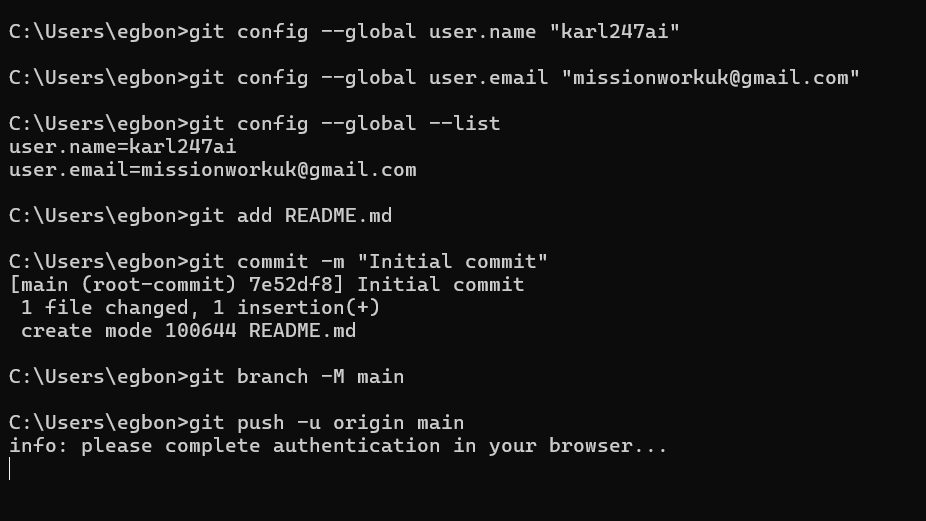 C:\Users\egbon>git config --global user.name "karl247ai"
C:\Users\egbon>git config --global user.email "missionworkuk@gmail.com"
C:\Users\egbon>git config --global --list
user.name=karl247ai
user.email=missionworkuk@gmail.com
C:\Users\egbon>git add README.md
C:\Users\egbon>git commit -m "Initial commit"
[main (root-commit) 7e52df8] Initial commit
 1 file changed, 1 insertion(+)
 create mode 100644 README.md
C:\Users\egbon>git branch -M main
C:\Users\egbon>git push -u origin main
info: please complete authentication in your browser...